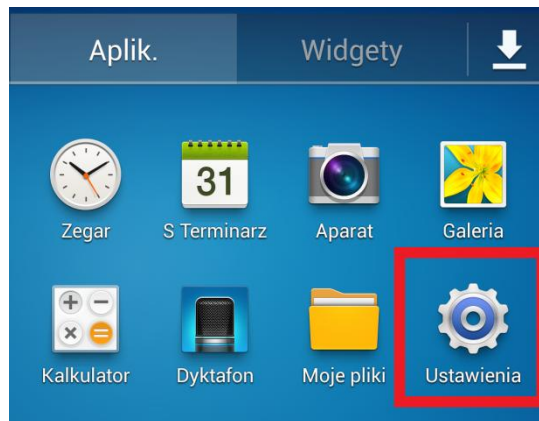 Aplik. Widgety
31
Zegar S Terminarz Aparat Galeria
Kalkulator Dyktafon Moje pliki Ustawienia